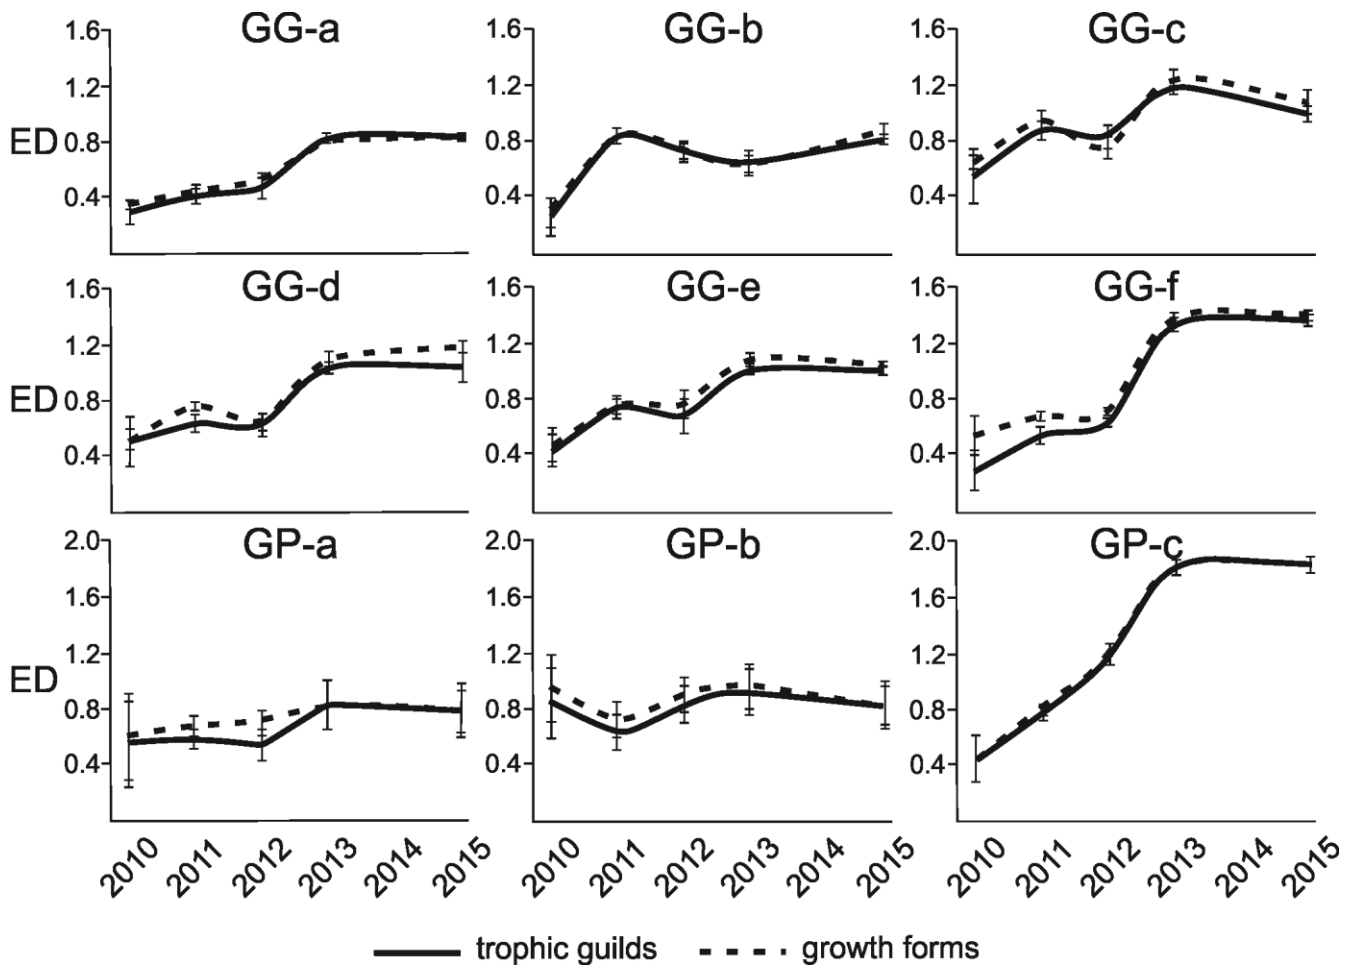 GG-a GG-b GG-c
1.6 1.6 1.6
1.2 1.2 1.2
ED 0.8 0.8 0.8
0.4 0.4 0.4
GG-d GG-e GG-f
1.6 1.6 1.6
1.2 1.2 1.2
ED 0.8 0.8 0.8
0.4 0.4 0.4
GP-a GP-b GP-c
2.0 2.0 2.0
1.6 1.6 1.6
1.2 1.2 1.2
ED 0.8 0.8 0.8
0.4 0.4 0.4
2010 2011 2012 2013 2014 2015 2010 2011 2012 2013 2014 2015 2010 2011 2012 2013 2014 2015
trophic guilds growth forms